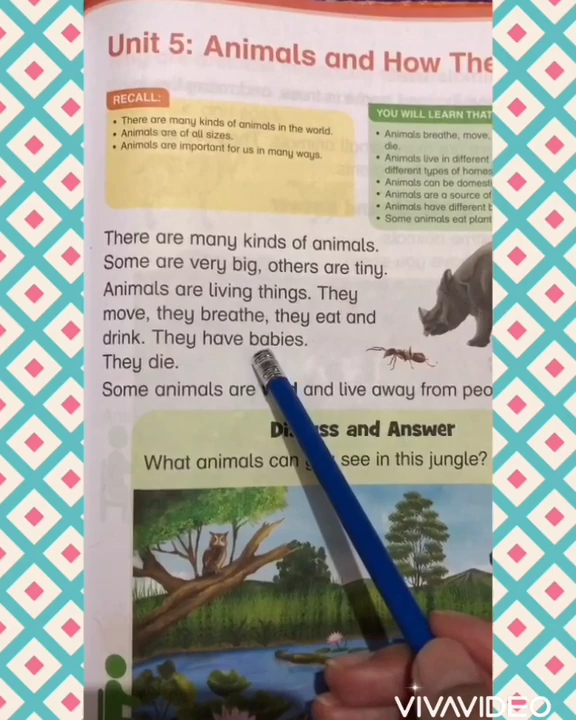 Unit 5: Animals and How The
RECALL:
• There are many kinds of animals in the world.
• Animals are of all sizes.
• Animals are important for us in many ways.
YOU WILL LEARN THAT
• Animals breathe, move,
die.
• Animals live in different
different types of homes
• Animals can be domest
• Animals are a source of
• Animals have different b
• Some animals eat plant
There are many kinds of animals.
Some are very big, others are tiny.
Animals are living things. They
move, they breathe, they eat and
drink. They have babies.
They die.
Some animals are and live away from peo
Discuss and Answer
What animals can see in this jungle?
VIVAVIDEO